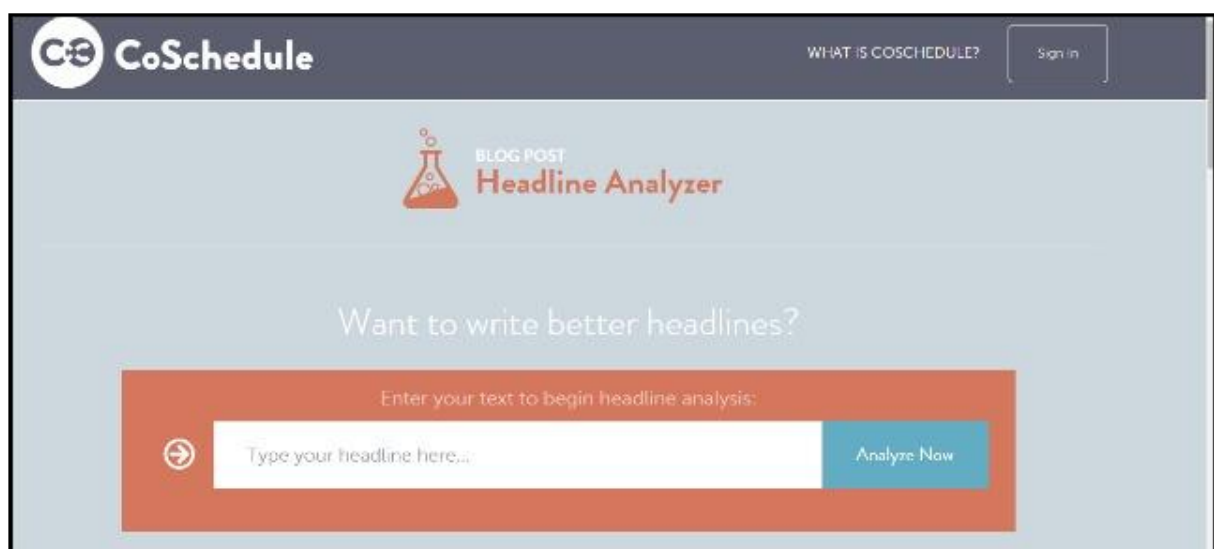 CoSchedule
WHAT IS COSCHEDULE?
Sign In
BLOG POST
Headline Analyzer
Want to write better headlines?
Enter your text to begin headline analysis:
Type your headline here...
Analyze Now